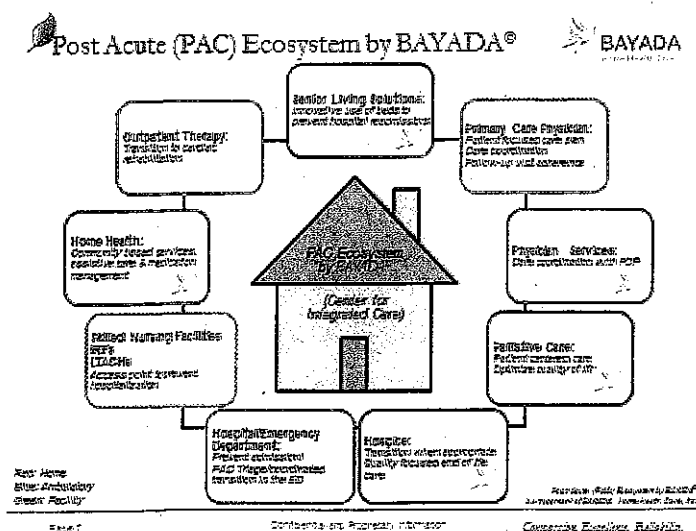 Post Acute (PAC) Ecosystem by BAYADA®
BAYADA
Senior Living Solutions:
Innovative use of beds to
prevent hospital readmissions
Outpatient Therapy:
Transition to
rehabilitation
Primary Care Physician:
Patient focused care plan
Care coordination
Follow-up visit adherence
Home Health:
Community based services,
care & medication
management
PAC Ecosystem
by BAYADA
(Center for
Integrated Care)
Physician Services:
Care coordination with PCP
Skilled Nursing Facilities
IRFs
LTACHs
Access point to prevent
hospitalization
Palliative Care:
Patient centered care
Optimize quality of life
Hospital/Emergency
Department:
Prevent admission/
PAC Triage/coordinated
transition in the ED
Hospice:
Transition when appropriate
Quality focused end of life
care
Red: Home
Blue: Ambulatory
Green: Facility
Confidential and Proprietary Information
Compassion. Excellence. Reliability.